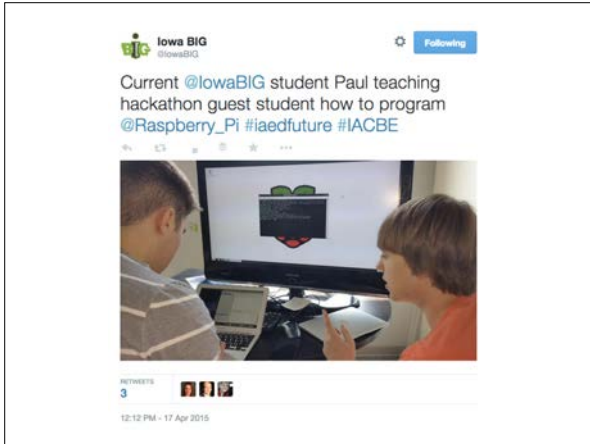 BIG
Iowa BIG
@IowaBIG
Following
Current @IowaBIG student Paul teaching
hackathon guest student how to program
@Raspberry_Pi #iaedfuture #IACBE
RETWEETS
3
12:12 PM - 17 Apr 2015